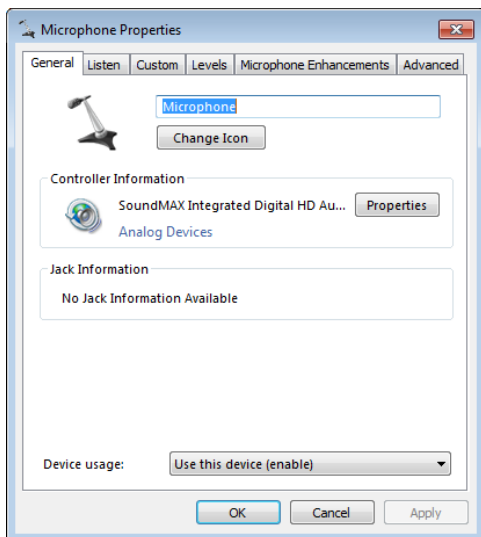 Microphone Properties
General Listen Custom Levels Microphone Enhancements Advanced
Microphone
Change Icon
Controller Information
SoundMAX Integrated Digital HD Au... Properties
Analog Devices
Jack Information
No Jack Information Available
Device usage: Use this device (enable)
OK Cancel Apply